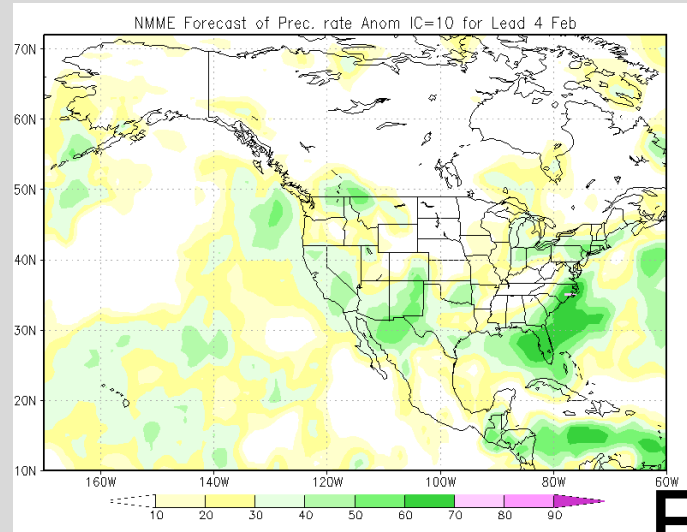 NMME Forecast of Prec. rate Anom IC=10 for Lead 4 Feb
70N
60N
50N
40N
30N
20N
10N
160W 140W 120W 100W 80W 60W
10 20 30 40 50 60 70 80 90